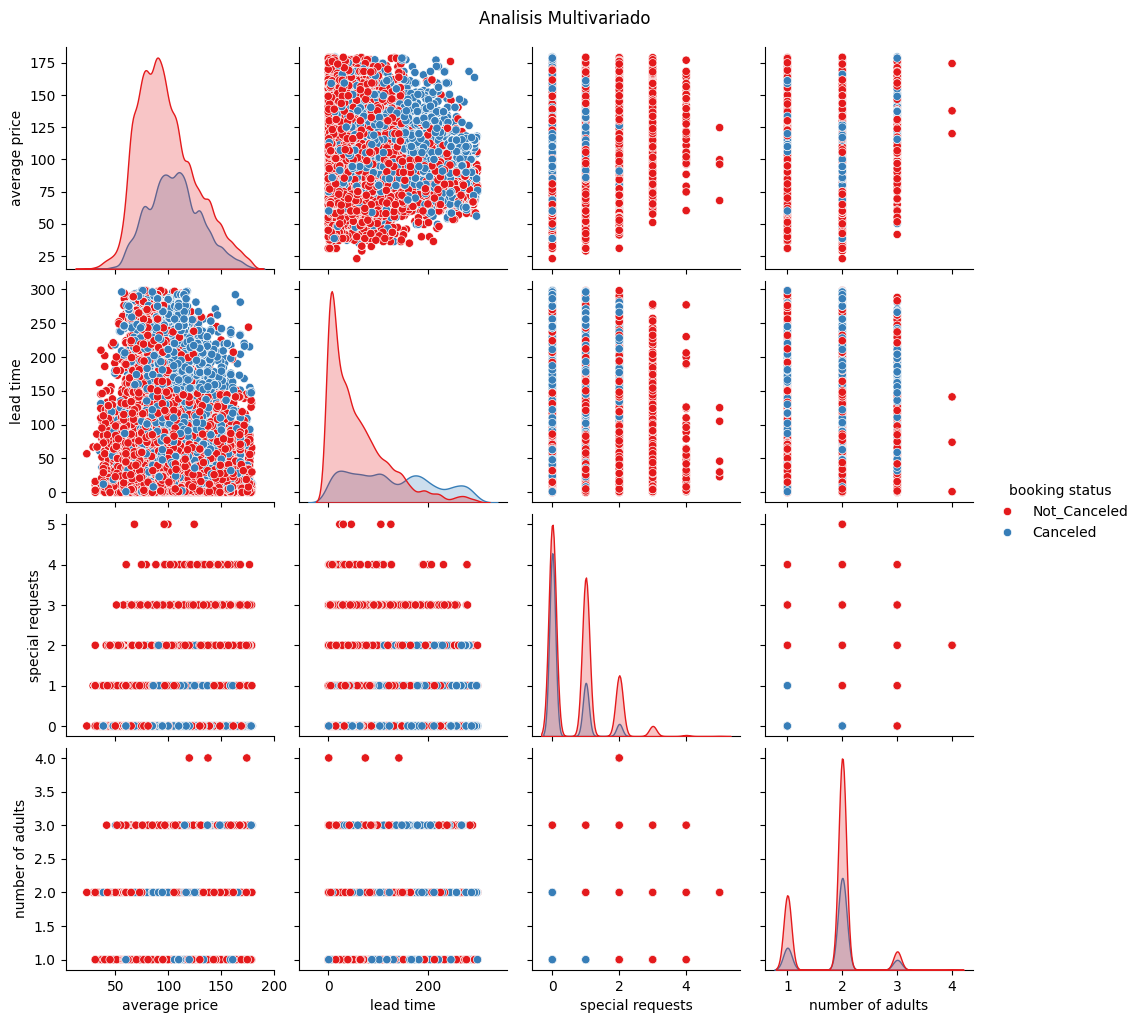 Analisis Multivariado
average price
175
150
125
100
75
50
25
lead time
300
250
200
150
100
50
0
booking status
Not_Canceled
Canceled
special requests
5
4
3
2
1
0
number of adults
4.0
3.5
3.0
2.5
2.0
1.5
1.0
50 100 150 200
0 200
0 2 4
1 2 3 4
average price
lead time
special requests
number of adults